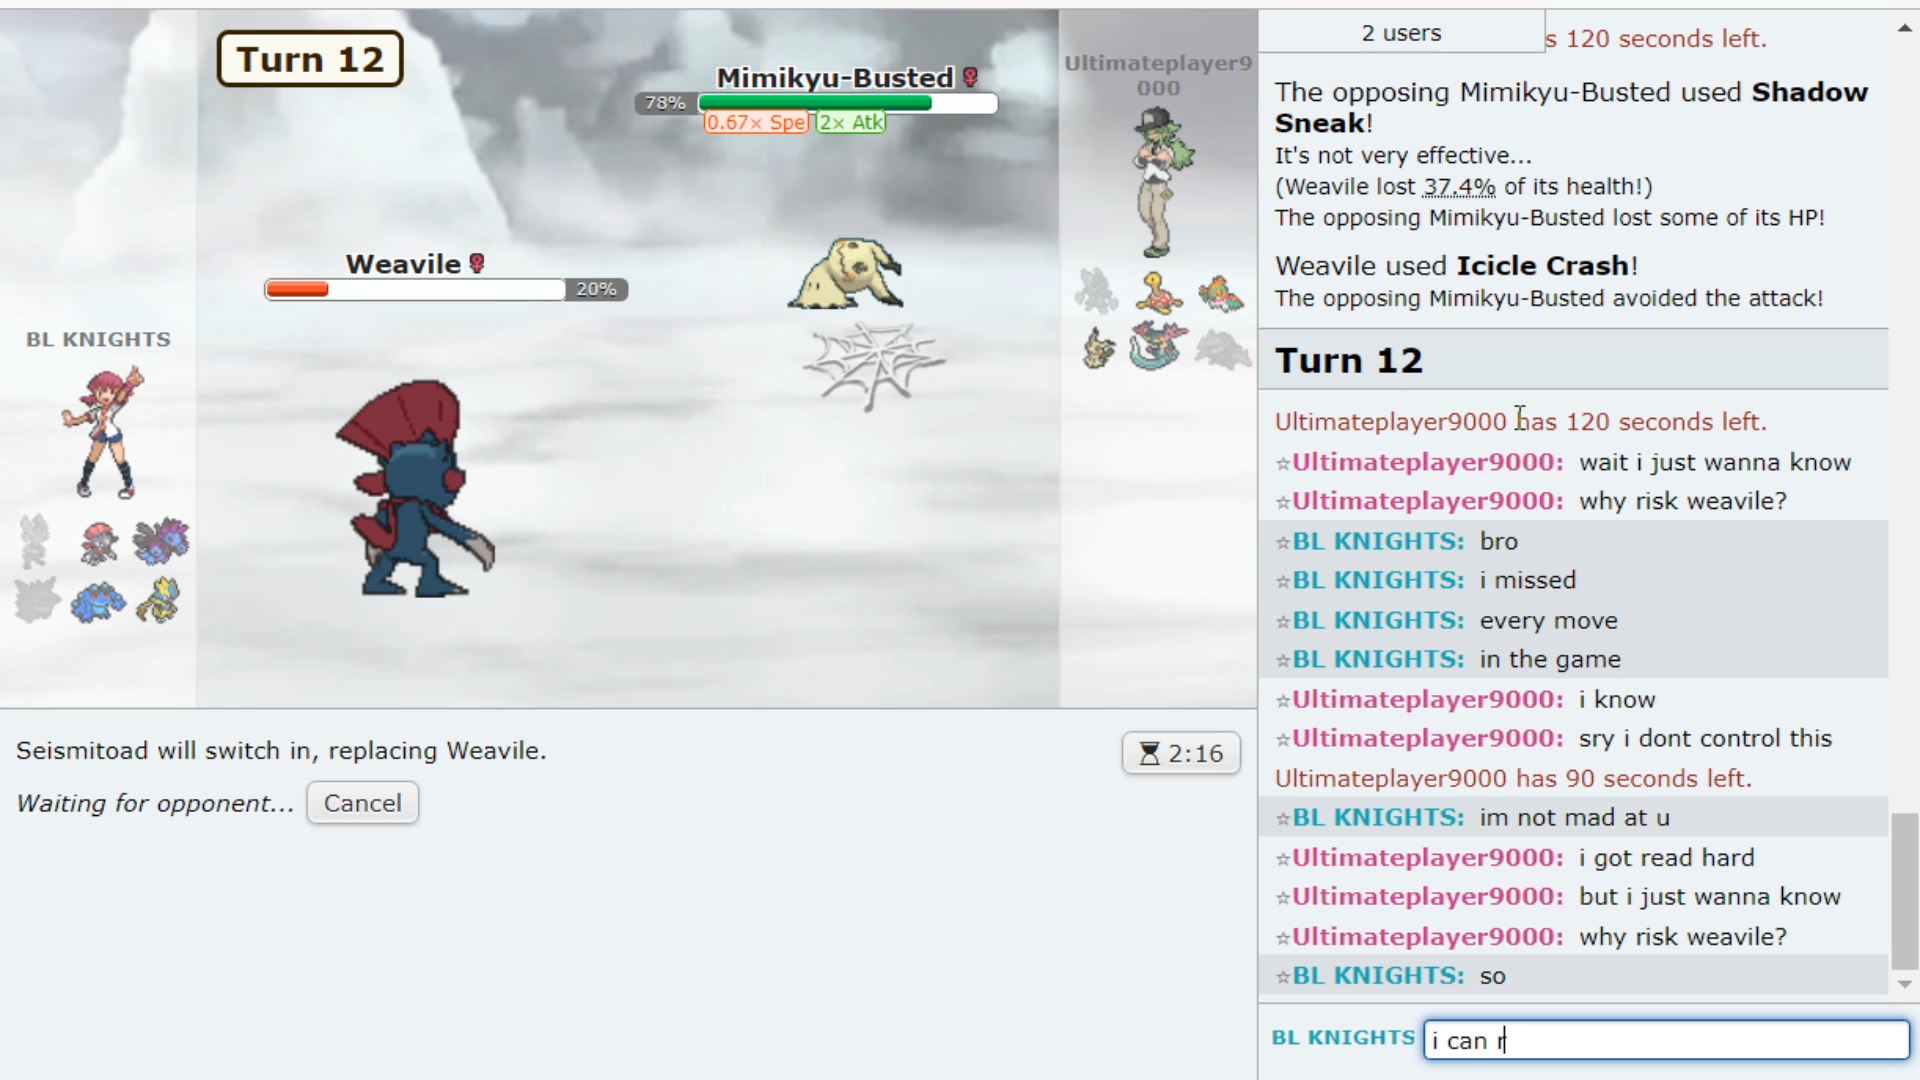 Turn 12
Mimikyu-Busted
78%
0.67× Spe 2× Atk
Weavile
20%
BL KNIGHTS
Ultimateplayer9
000
Seismitoad will switch in, replacing Weavile.
Waiting for opponent... Cancel
2:16
2 users
s 120 seconds left.
The opposing Mimikyu-Busted used Shadow
Sneak!
It's not very effective...
(Weavile lost 37.4% of its health!)
The opposing Mimikyu-Busted lost some of its HP!
Weavile used Icicle Crash!
The opposing Mimikyu-Busted avoided the attack!
Turn 12
Ultimateplayer9000 has 120 seconds left.
☆Ultimateplayer9000: wait i just wanna know
☆Ultimateplayer9000: why risk weavile?
☆BL KNIGHTS: bro
☆BL KNIGHTS: i missed
☆BL KNIGHTS: every move
☆BL KNIGHTS: in the game
☆Ultimateplayer9000: i know
☆Ultimateplayer9000: sry i dont control this
Ultimateplayer9000 has 90 seconds left.
☆BL KNIGHTS: im not mad at u
☆Ultimateplayer9000: i got read hard
☆Ultimateplayer9000: but i just wanna know
☆Ultimateplayer9000: why risk weavile?
☆BL KNIGHTS: so
BL KNIGHTS i can r